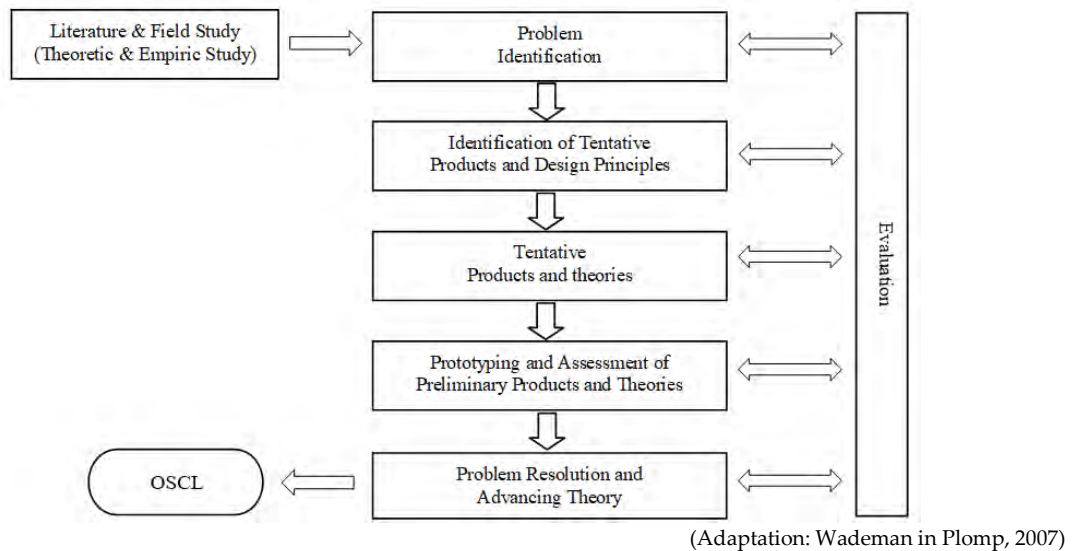 Literature & Field Study
(Theoretic & Empiric Study)
Problem
Identification
Identification of Tentative
Products and Design Principles
Tentative
Products and theories
Prototyping and Assessment of
Preliminary Products and Theories
Problem Resolution and
Advancing Theory
OSCL
Evaluation
(Adaptation: Wademan in Plomp, 2007)